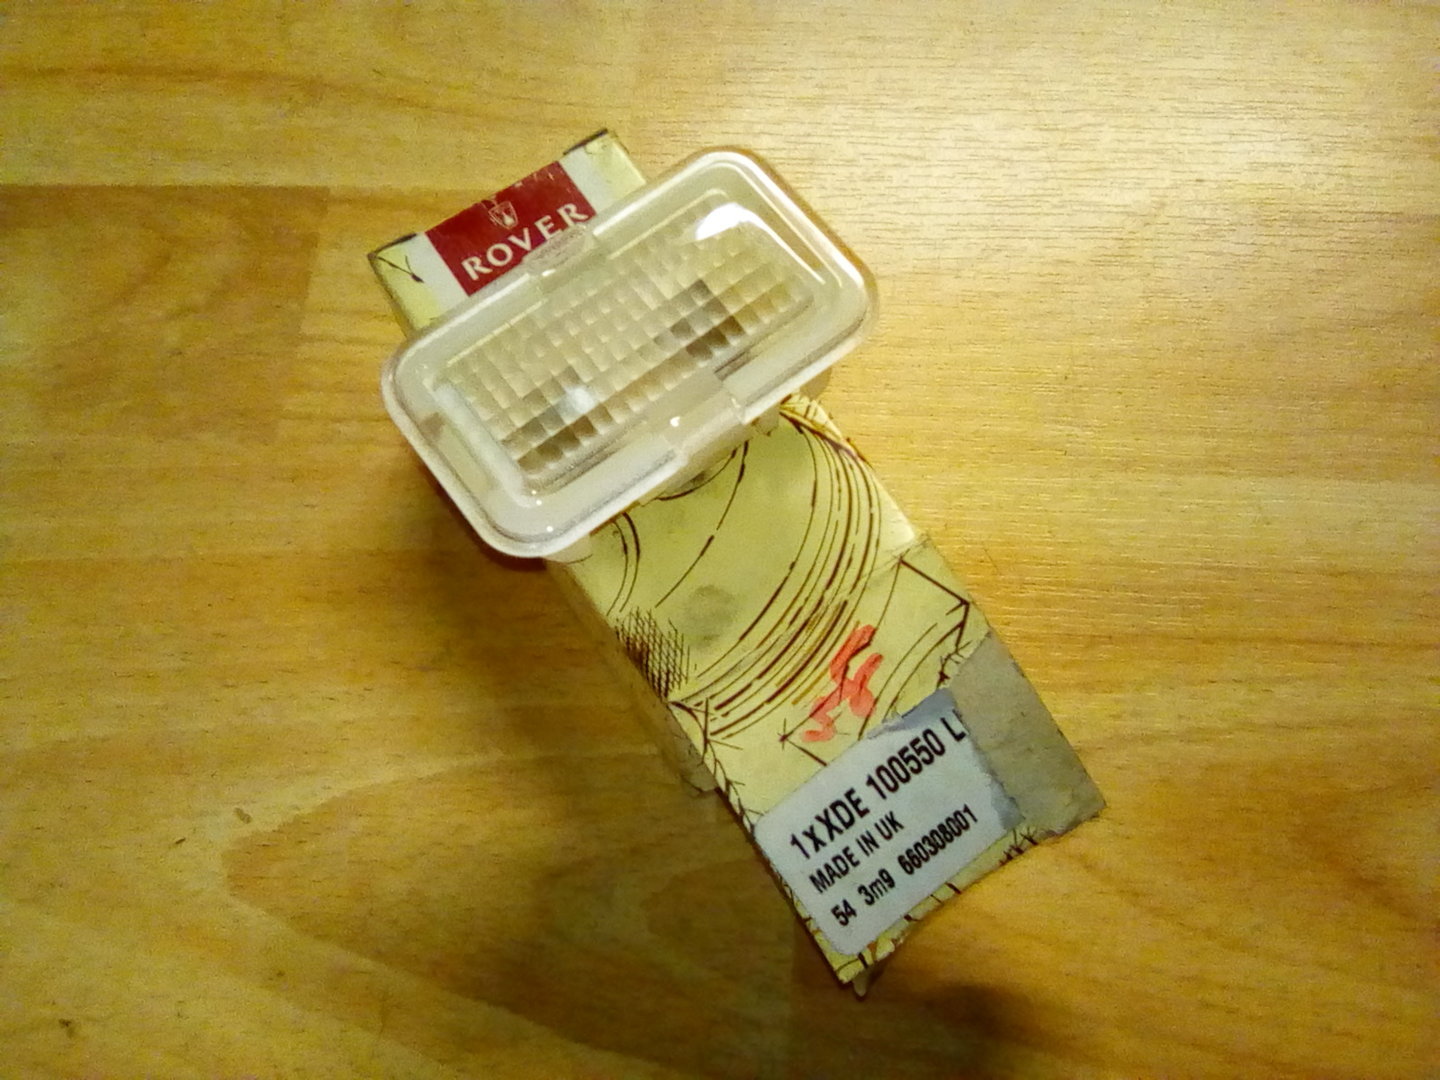 ROVER
1xXDE 100550 L
MADE IN UK
54 3m9 660308001